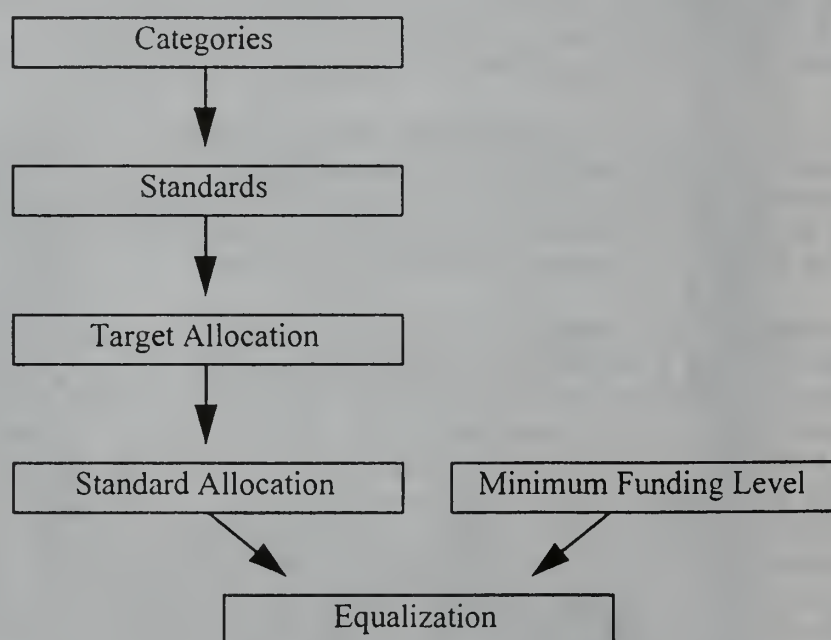 Categories
Standards
Target Allocation
Standard Allocation
Minimum Funding Level
Equalization